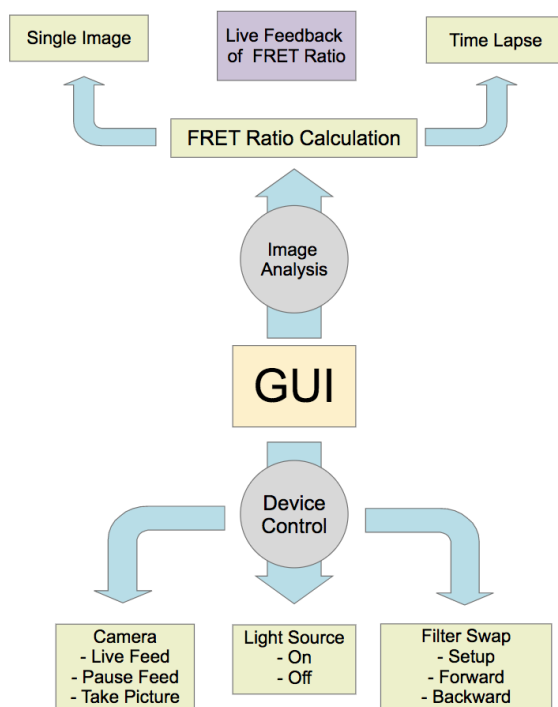 Single Image
Live Feedback
of FRET Ratio
Time Lapse
FRET Ratio Calculation
Image
Analysis
GUI
Device
Control
Camera
- Live Feed
- Pause Feed
- Take Picture
Light Source
- On
- Off
Filter Swap
- Setup
- Forward
- Backward